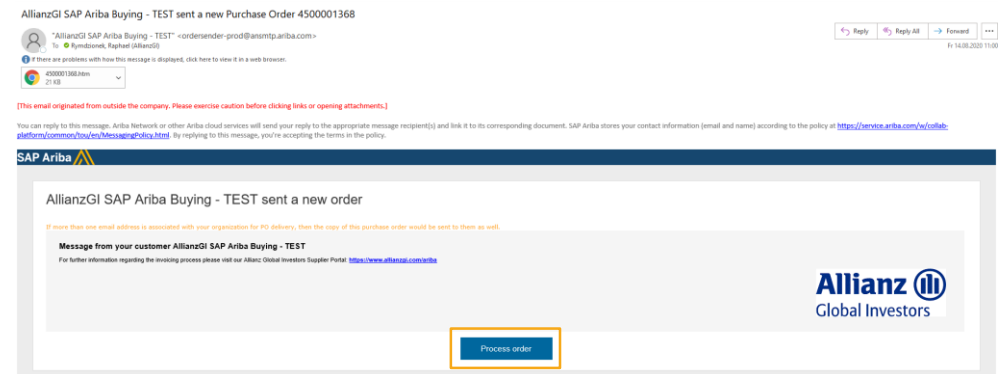 AllianzGI SAP Ariba Buying - TEST sent a new Purchase Order 4500001368
"AllianzGI SAP Ariba Buying - TEST" <ordersender-prod@ansmtp.ariba.com>
To Rymdzionek, Raphael (AllianzGI)
Reply Reply All Forward
Fr 14.08.2020 11:00
If there are problems with how this message is displayed, click here to view it in a web browser.
4500001368.htm
21 KB
[This email originated from outside the company. Please exercise caution before clicking links or opening attachments.]
You can reply to this message. Ariba Network or other Ariba cloud services will send your reply to the appropriate message recipient(s) and link it to its corresponding document. SAP Ariba stores your contact information (email and name) according to the policy at https://service.ariba.com/w/collab-
platform/common/tou/en/MessagingPolicy.html. By replying to this message, you're accepting the terms in the policy.
SAP Ariba
AllianzGI SAP Ariba Buying - TEST sent a new order
If more than one email address is associated with your organization for PO delivery, then the copy of this purchase order would be sent to them as well.
Message from your customer AllianzGI SAP Ariba Buying - TEST
For further information regarding the invoicing process please visit our Allianz Global Investors Supplier Portal: https://www.allianzgi.com/ariba
Allianz
Global Investors
Process order